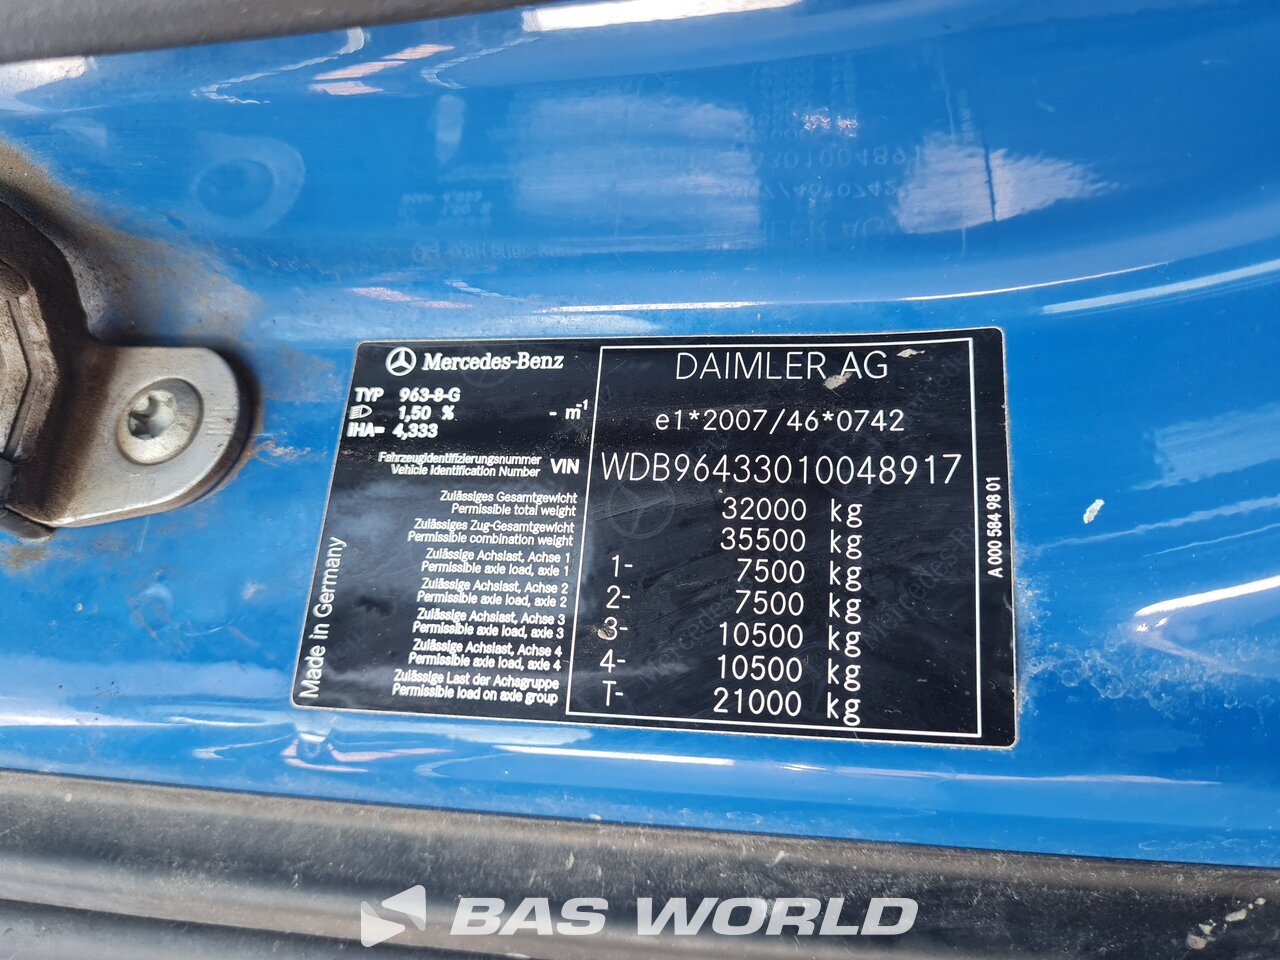 Mercedes-Benz
TYP 963-8-G
1,50 % - m-1
iHA= 4,333
DAIMLER AG
e1*2007/46*0742
Fahrzeugidentifizierungsnummer
Vehicle Identification Number VIN WDB96433010048917
Zulässiges Gesamtgewicht
Permissible total weight 32000 kg
Zulässiges Zug-Gesamtgewicht
Permissible combination weight 35500 kg
Zulässige Achslast, Achse 1
Permissible axle load, axle 1 1- 7500 kg
Zulässige Achslast, Achse 2
Permissible axle load, axle 2 2- 7500 kg
Zulässige Achslast, Achse 3
Permissible axle load, axle 3 3- 10500 kg
Zulässige Achslast, Achse 4
Permissible axle load, axle 4 4- 10500 kg
Zulässige Last der Achsgruppe
Permissible load on axle group T- 21000 kg
Made in Germany
A 000 584 98 01
BAS WORLD